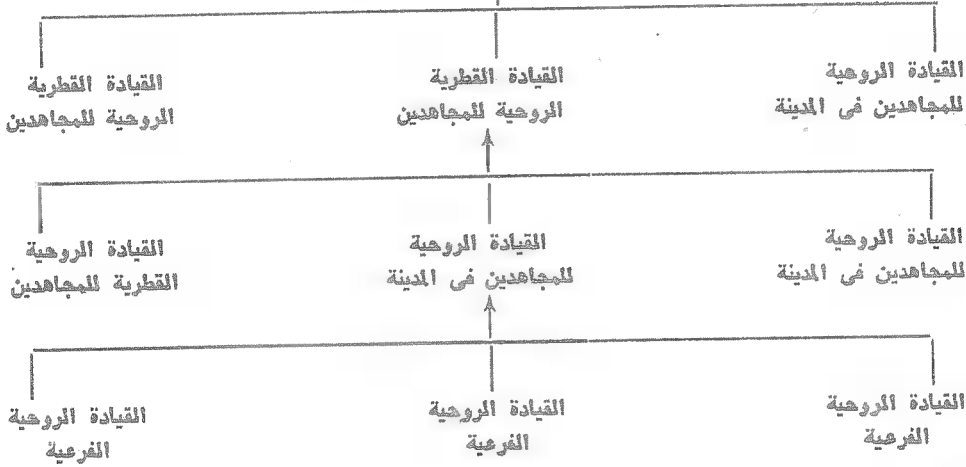 القيادة الروحية
للمجاهدين فى المدينة
القيادة القطرية
الروحية للمجاهدين
القيادة القطرية
الروحية للمجاهدين
القيادة الروحية
للمجاهدين فى المدينة
القيادة الروحية
للمجاهدين فى المدينة
القيادة الروحية
القطرية للمجاهدين
القيادة الروحية
الفرعية
القيادة الروحية
الفرعية
القيادة الروحية
الفرعية